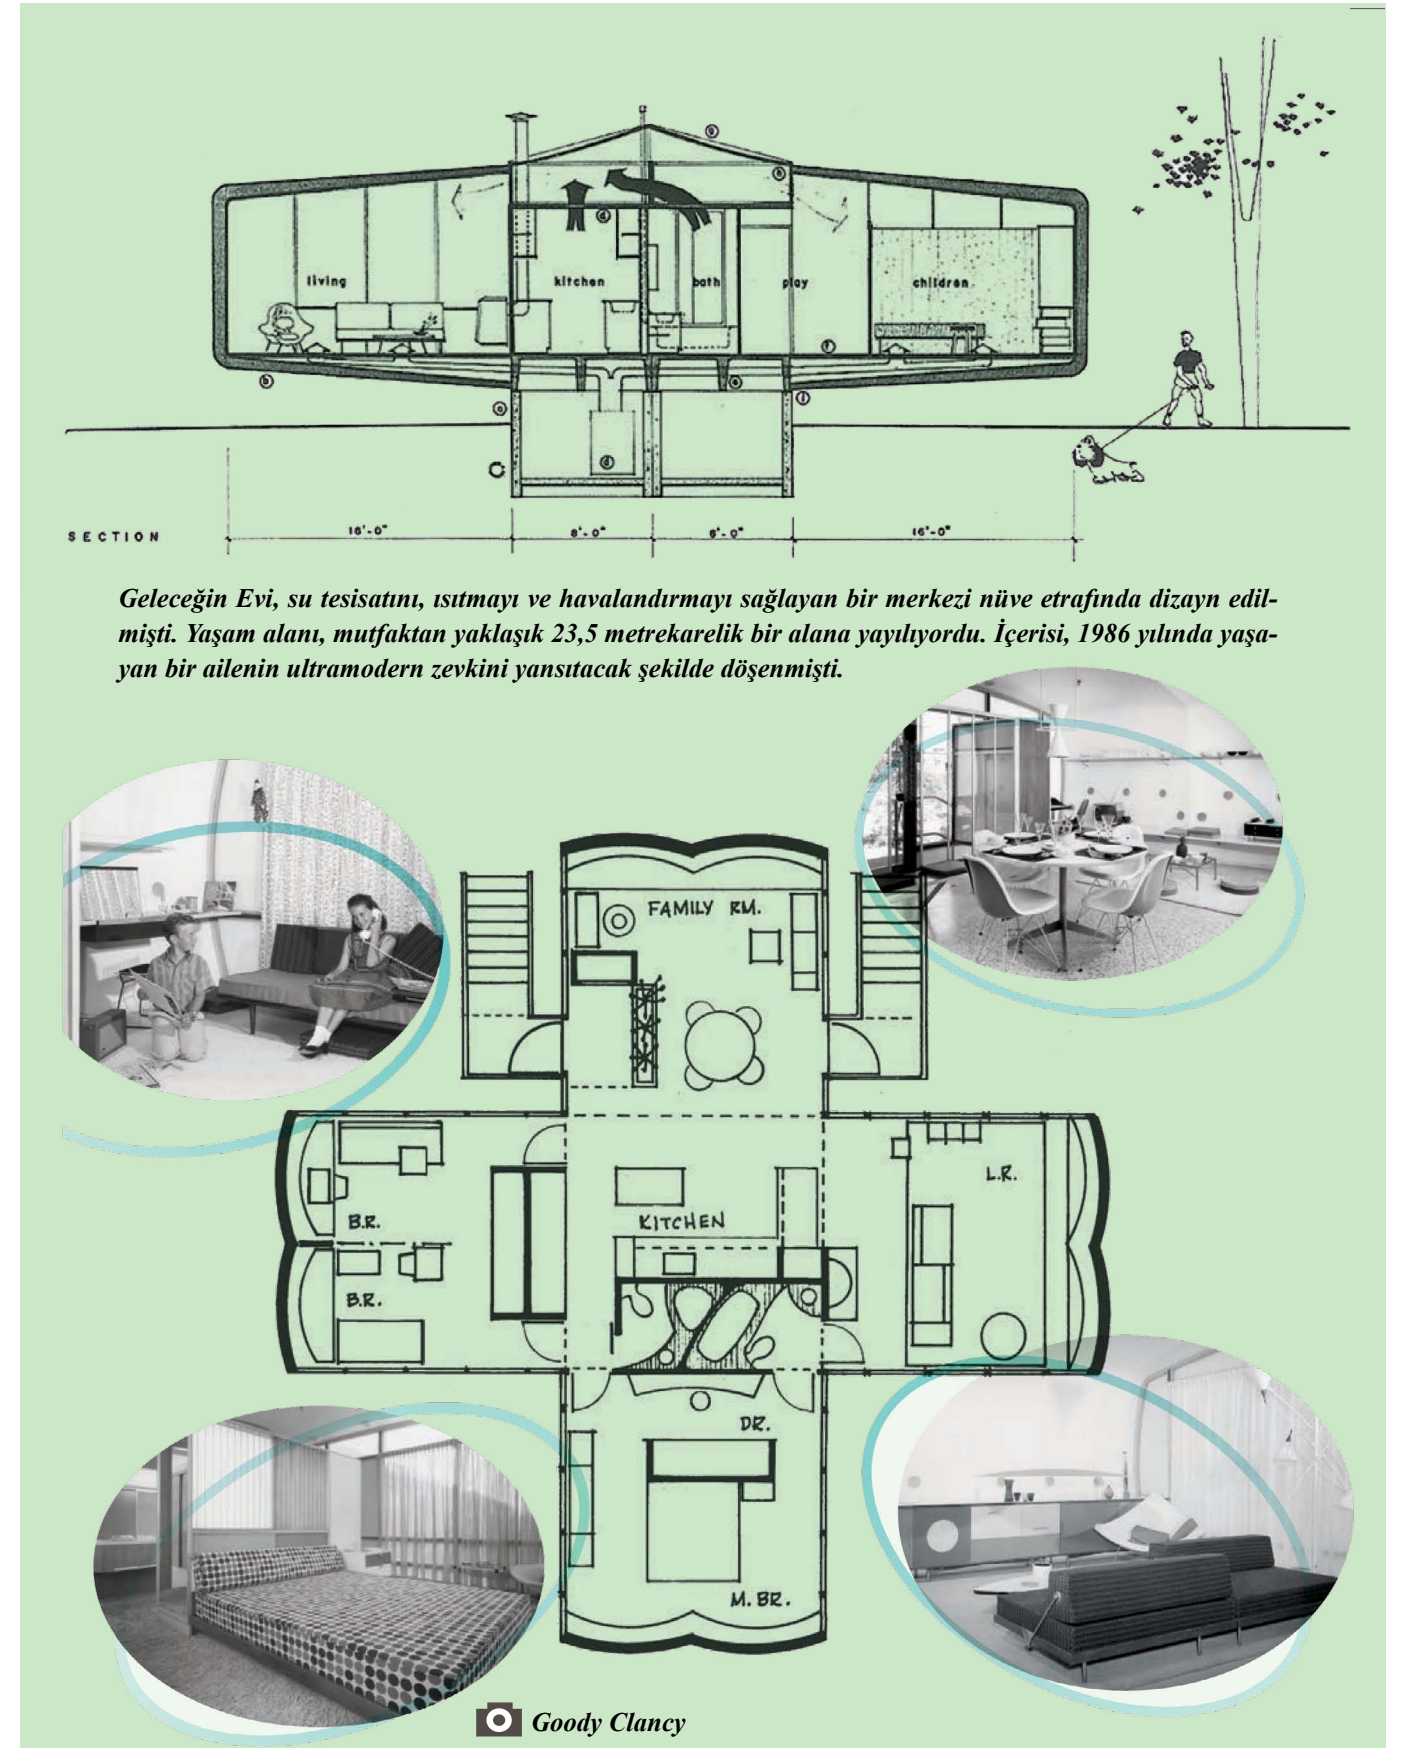 living
kitchen
bath
play
children
SECTION
16'-0"
8'-0"
16'-0"
Geleceğin Evi, su tesisatını, ısıtmayı ve havalandırmayı sağlayan bir merkezi nüve etrafında dizayn edil-
mişti. Yaşam alanı, mutfaktan yaklaşık 23,5 metrekarelik bir alana yayılıyordu. İçerisi, 1986 yılında yaşa-
yan bir ailenin ultramodern zevkini yansıtacak şekilde döşenmişti.
FAMILY RM.
L.R.
B.R.
KITCHEN
B.R.
DR.
M. BR.
Goody Clancy